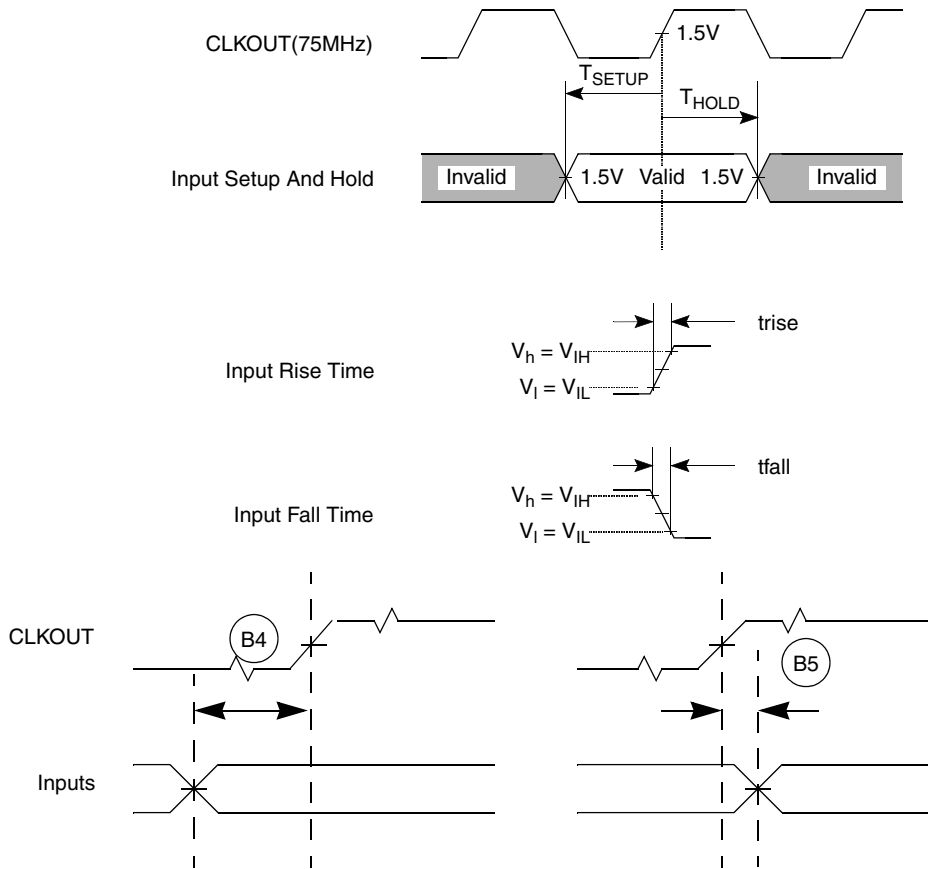 CLKOUT(75MHz)
1.5V
TSETUP
THOLD
Input Setup And Hold
Invalid 1.5V Valid 1.5V Invalid
trise
Vh = VIH
Input Rise Time
Vl = VIL
tfall
Vh = VIH
Input Fall Time
Vl = VIL
CLKOUT
B4
B5
Inputs